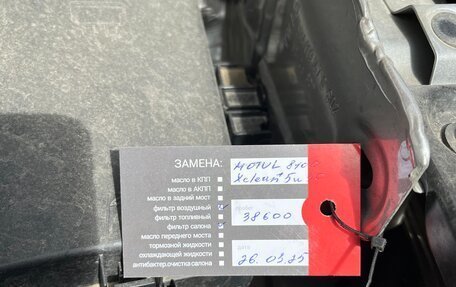 ЗАМЕНА: MOTUL 8100
масло в КПП X-clean+ 5w
масло в АКПП
масло в задний мост
фильтр воздушный
фильтр топливный 38600
фильтр салона
масло переднего моста
тормозной жидкости
охлаждающей жидкости 26.03.25
антибактер.очистка салона